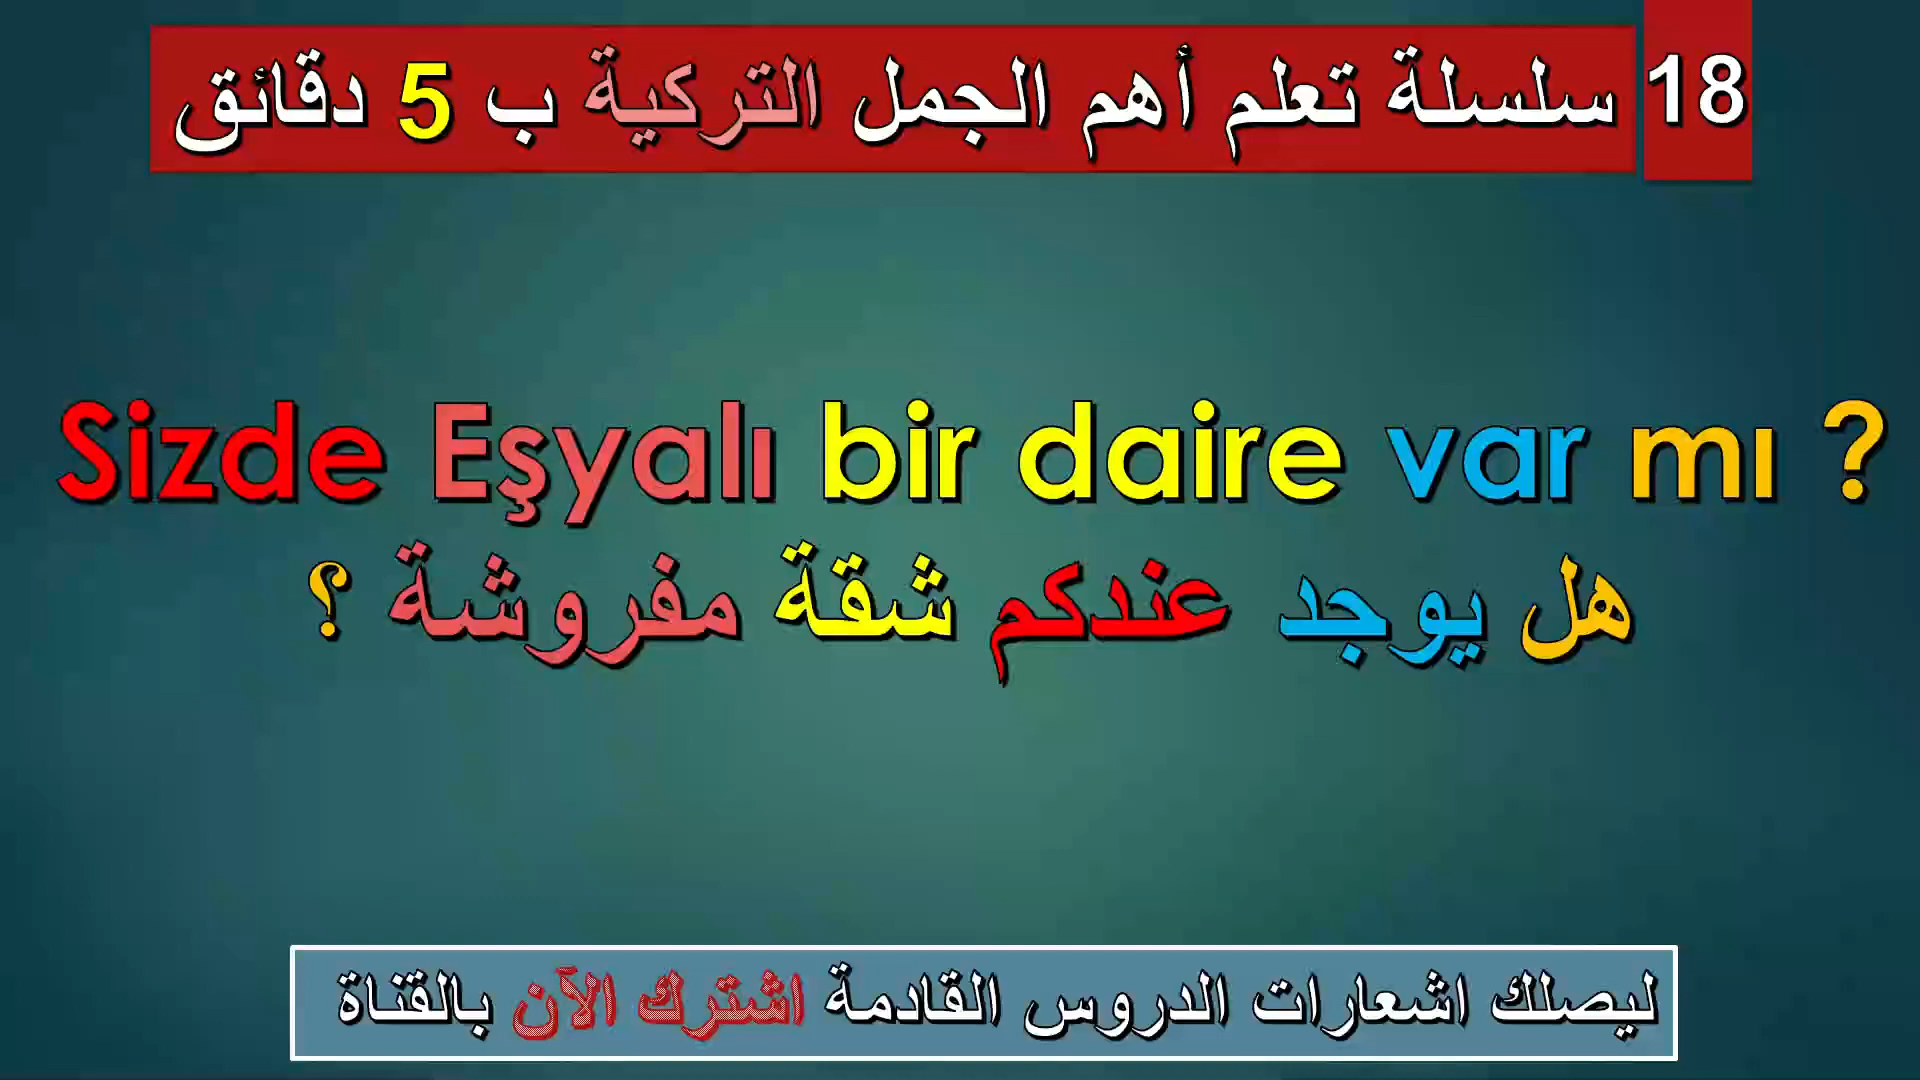 18 سلسلة تعلم أهم الجمل التركية ب 5 دقائق
Sizde Eşyalı bir daire var mı ?
هل يوجد عندكم شقة مفروشة ؟
ليصلك اشعارات الدروس القادمة اشترك الآن بالقناة